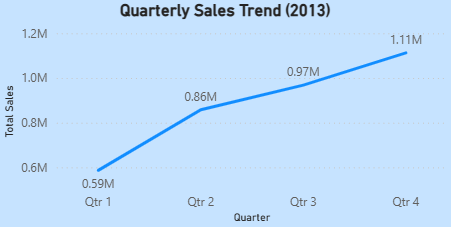 Quarterly Sales Trend (2013)
1.2M
1.11M
1.0M
0.97M
0.86M
Total Sales
0.8M
0.6M
0.59M
Qtr 1 Qtr 2 Qtr 3 Qtr 4
Quarter